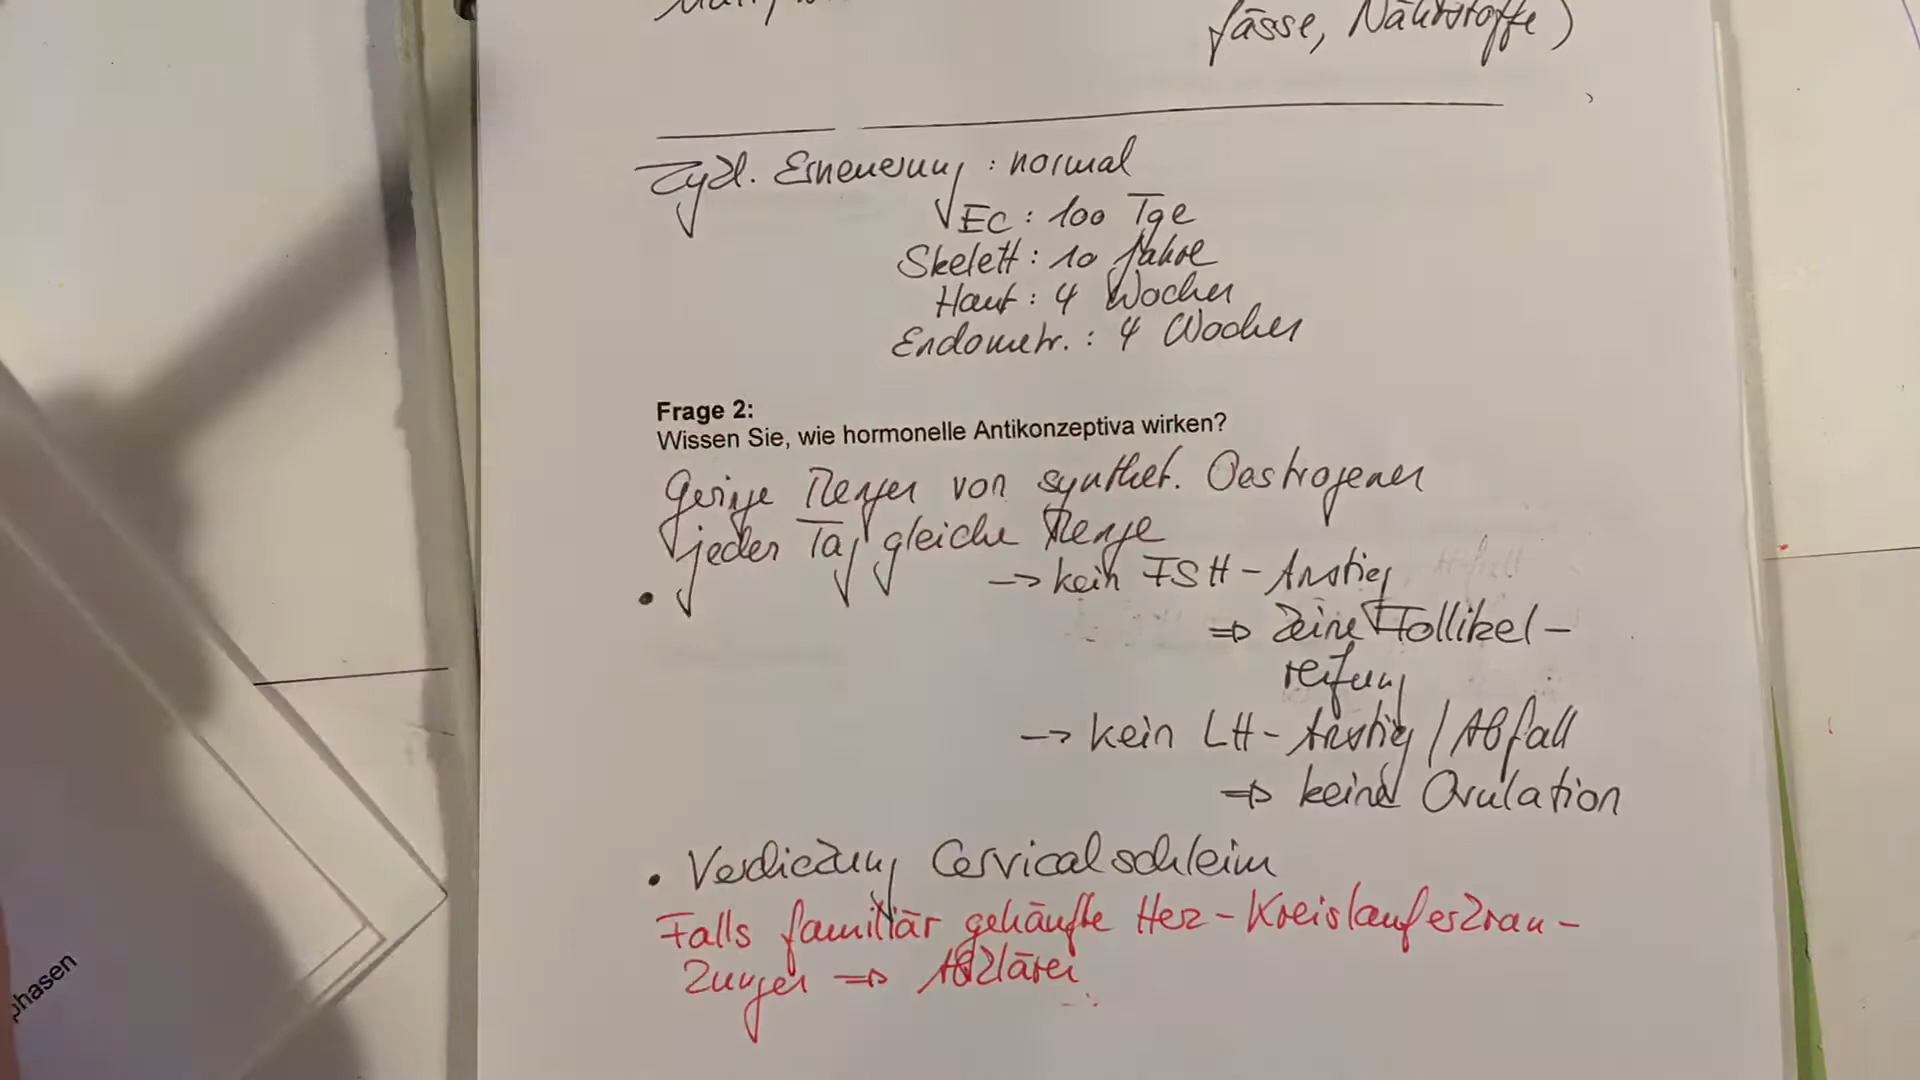 fässe, Nährstoffe)
Zykl. Erneuerung : normal
EC : 100 Tge
Skelett : 10 Jahre
Haut : 4 Wochen
Endometr. : 4 Wochen
Frage 2:
Wissen Sie, wie hormonelle Antikonzeptiva wirken?
Geringe Mengen von synthet. Oestrogenen
jeden Tag gleiche Menge
→ kein FSH-Anstieg
⇒ keine Follikel-
reifung
→ kein LH-Anstieg / Abfall
⇒ keine Ovulation
• Verdickung Cervicalschleim
Falls familiär gehäufte Herz-Kreislauferkran-
kungen ⇒ Abklären
phasen